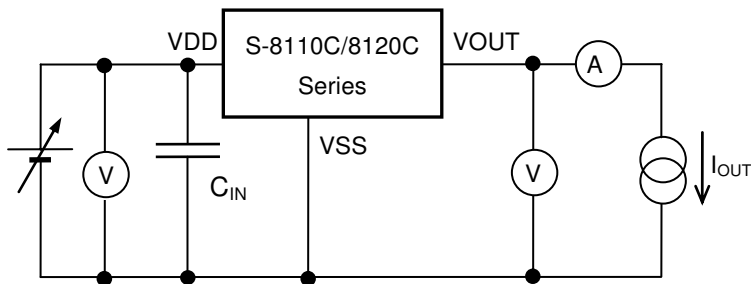 VDD
S-8110C/8120C
Series
VOUT
A
VSS
V
CIN
V
IOUT